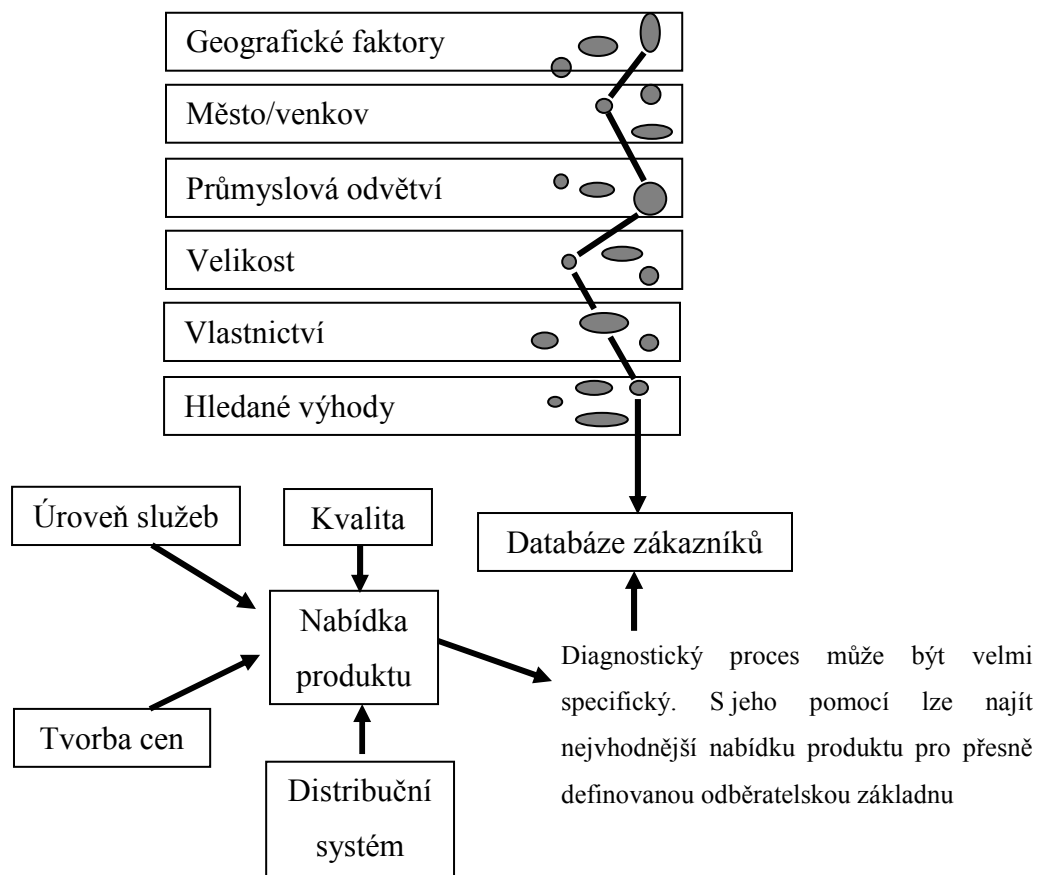 Geografické faktory
Město/venkov
Průmyslová odvětví
Velikost
Vlastnictví
Hledané výhody
Úroveň služeb
Kvalita
Databáze zákazníků
Nabídka
produktu
Tvorba cen
Distribuční
systém
Diagnostický proces může být velmi
specifický. S jeho pomocí lze najít
nejvhodnější nabídku produktu pro přesně
definovanou odběratelskou základnu